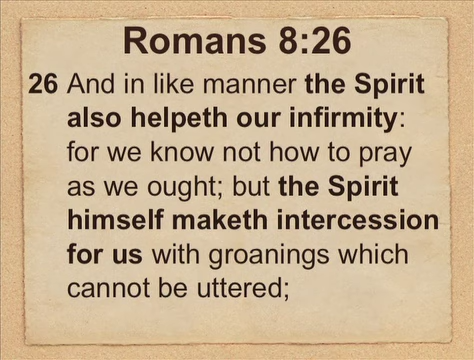 Romans 8:26
26 And in like manner the Spirit
also helpeth our infirmity:
for we know not how to pray
as we ought; but the Spirit
himself maketh intercession
for us with groanings which
cannot be uttered;